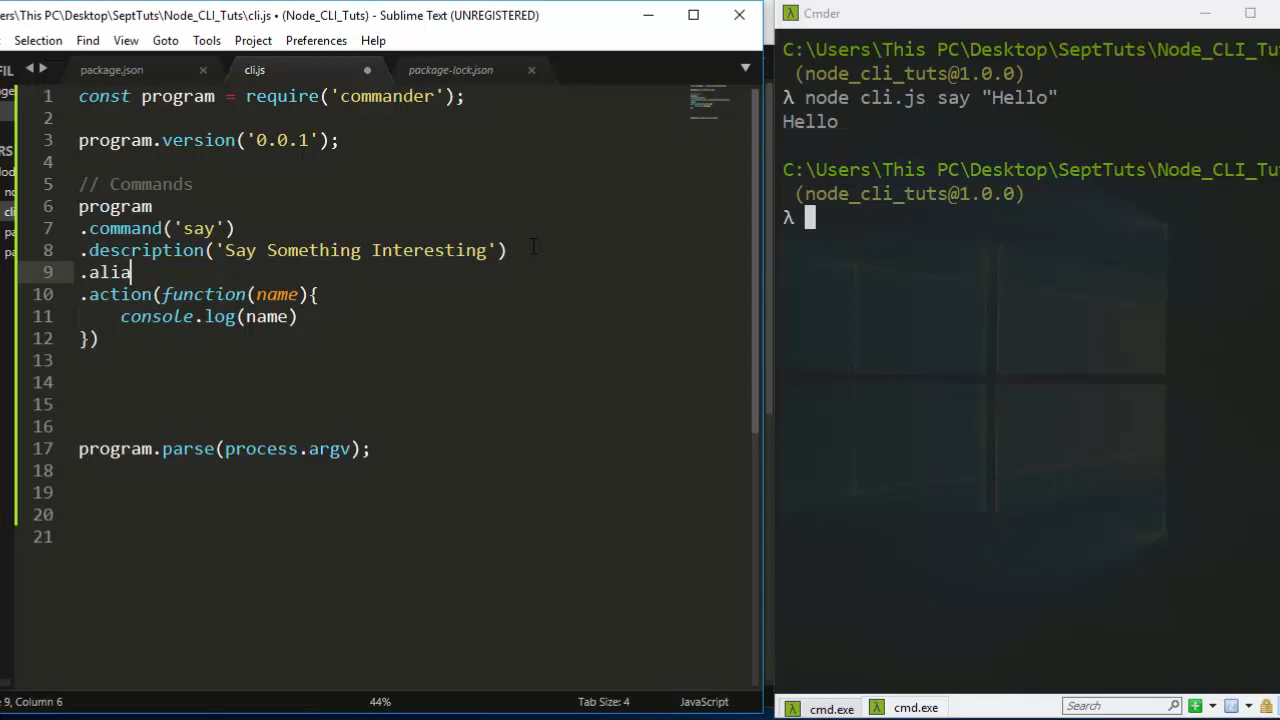 ers\This PC\Desktop\SeptTuts\Node_CLI_Tuts\cli.js • (Node_CLI_Tuts) - Sublime Text (UNREGISTERED)
Selection Find View Goto Tools Project Preferences Help
package.json cli.js package-lock.json
1 const program = require('commander');
2
3 program.version('0.0.1');
4
5 // Commands
6 program
7 .command('say')
8 .description('Say Something Interesting')
9 .alia
10 .action(function(name){
11 console.log(name)
12 })
13
14
15
16
17 program.parse(process.argv);
18
19
20
21
e 9, Column 6 44% Tab Size: 4 JavaScript
Cmder
C:\Users\This PC\Desktop\SeptTuts\Node_CLI_Tu
(node_cli_tuts@1.0.0)
λ node cli.js say "Hello"
Hello
C:\Users\This PC\Desktop\SeptTuts\Node_CLI_T
(node_cli_tuts@1.0.0)
λ
cmd.exe cmd.exe Search